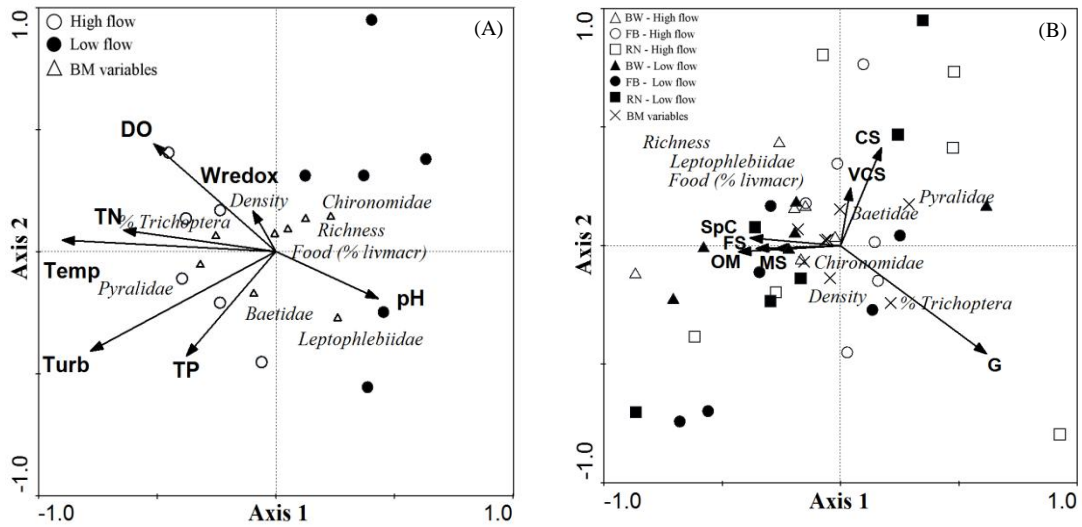 (A)
High flow
Low flow
BM variables
1.0
-1.0
Axis 2
-1.0
Axis 1
1.0
DO
Wredox
Density
Chironomidae
TN
% Trichoptera
Richness
Food (% livmacr)
Temp
Pyralidae
pH
Baetidae
Leptophlebiidae
Turb
TP
(B)
BW - High flow
FB - High flow
RN - High flow
BW - Low flow
FB - Low flow
RN - Low flow
BM variables
1.0
-1.0
Axis 2
-1.0
Axis 1
1.0
Richness
Leptophlebiidae
Food (% livmacr)
CS
VCS
Pyralidae
Baetidae
SpC
FS
OM
MS
Chironomidae
Density
% Trichoptera
G